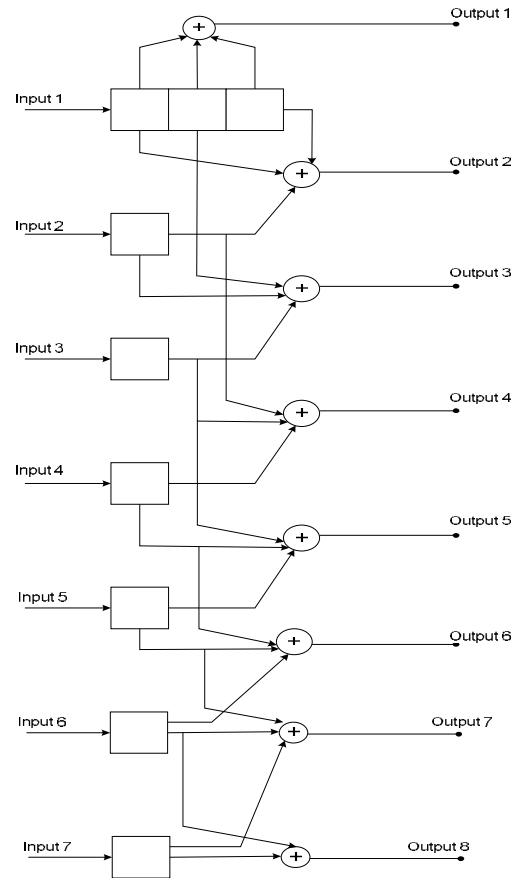 Output 1
+
Input 1
Output 2
+
Input 2
Output 3
+
Input 3
Output 4
+
Input 4
Output 5
+
Input 5
Output 6
+
Input 6
Output 7
+
Input 7
Output 8
+